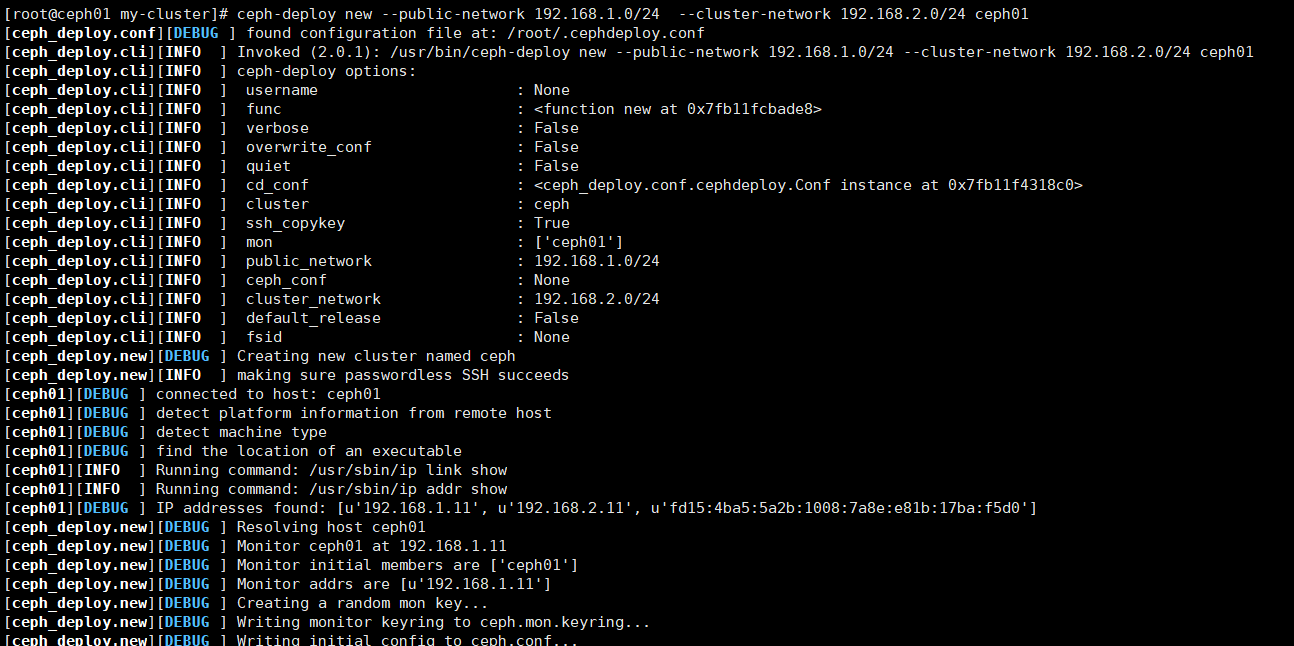 [root@ceph01 my-cluster]# ceph-deploy new --public-network 192.168.1.0/24  --cluster-network 192.168.2.0/24 ceph01
[ceph_deploy.conf][DEBUG ] found configuration file at: /root/.cephdeploy.conf
[ceph_deploy.cli][INFO  ] Invoked (2.0.1): /usr/bin/ceph-deploy new --public-network 192.168.1.0/24 --cluster-network 192.168.2.0/24 ceph01
[ceph_deploy.cli][INFO  ] ceph-deploy options:
[ceph_deploy.cli][INFO  ]  username                      : None
[ceph_deploy.cli][INFO  ]  func                          : <function new at 0x7fb11fcbade8>
[ceph_deploy.cli][INFO  ]  verbose                       : False
[ceph_deploy.cli][INFO  ]  overwrite_conf                : False
[ceph_deploy.cli][INFO  ]  quiet                         : False
[ceph_deploy.cli][INFO  ]  cd_conf                       : <ceph_deploy.conf.cephdeploy.Conf instance at 0x7fb11f4318c0>
[ceph_deploy.cli][INFO  ]  cluster                       : ceph
[ceph_deploy.cli][INFO  ]  ssh_copykey                   : True
[ceph_deploy.cli][INFO  ]  mon                           : ['ceph01']
[ceph_deploy.cli][INFO  ]  public_network                : 192.168.1.0/24
[ceph_deploy.cli][INFO  ]  ceph_conf                     : None
[ceph_deploy.cli][INFO  ]  cluster_network               : 192.168.2.0/24
[ceph_deploy.cli][INFO  ]  default_release               : False
[ceph_deploy.cli][INFO  ]  fsid                          : None
[ceph_deploy.new][DEBUG ] Creating new cluster named ceph
[ceph_deploy.new][INFO  ] making sure passwordless SSH succeeds
[ceph01][DEBUG ] connected to host: ceph01
[ceph01][DEBUG ] detect platform information from remote host
[ceph01][DEBUG ] detect machine type
[ceph01][DEBUG ] find the location of an executable
[ceph01][INFO  ] Running command: /usr/sbin/ip link show
[ceph01][INFO  ] Running command: /usr/sbin/ip addr show
[ceph01][DEBUG ] IP addresses found: [u'192.168.1.11', u'192.168.2.11', u'fd15:4ba5:5a2b:1008:7a8e:e81b:17ba:f5d0']
[ceph_deploy.new][DEBUG ] Resolving host ceph01
[ceph_deploy.new][DEBUG ] Monitor ceph01 at 192.168.1.11
[ceph_deploy.new][DEBUG ] Monitor initial members are ['ceph01']
[ceph_deploy.new][DEBUG ] Monitor addrs are [u'192.168.1.11']
[ceph_deploy.new][DEBUG ] Creating a random mon key...
[ceph_deploy.new][DEBUG ] Writing monitor keyring to ceph.mon.keyring...
[ceph_deploy.new][DEBUG ] Writing initial config to ceph.conf...